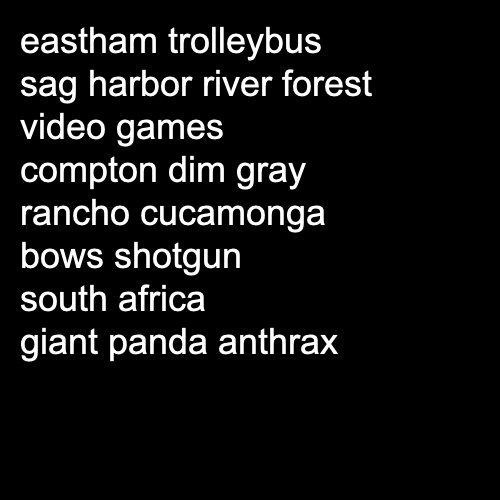 eastham trolleybus
sag harbor river forest
video games
compton dim gray
rancho cucamonga
bows shotgun
south africa
giant panda anthrax